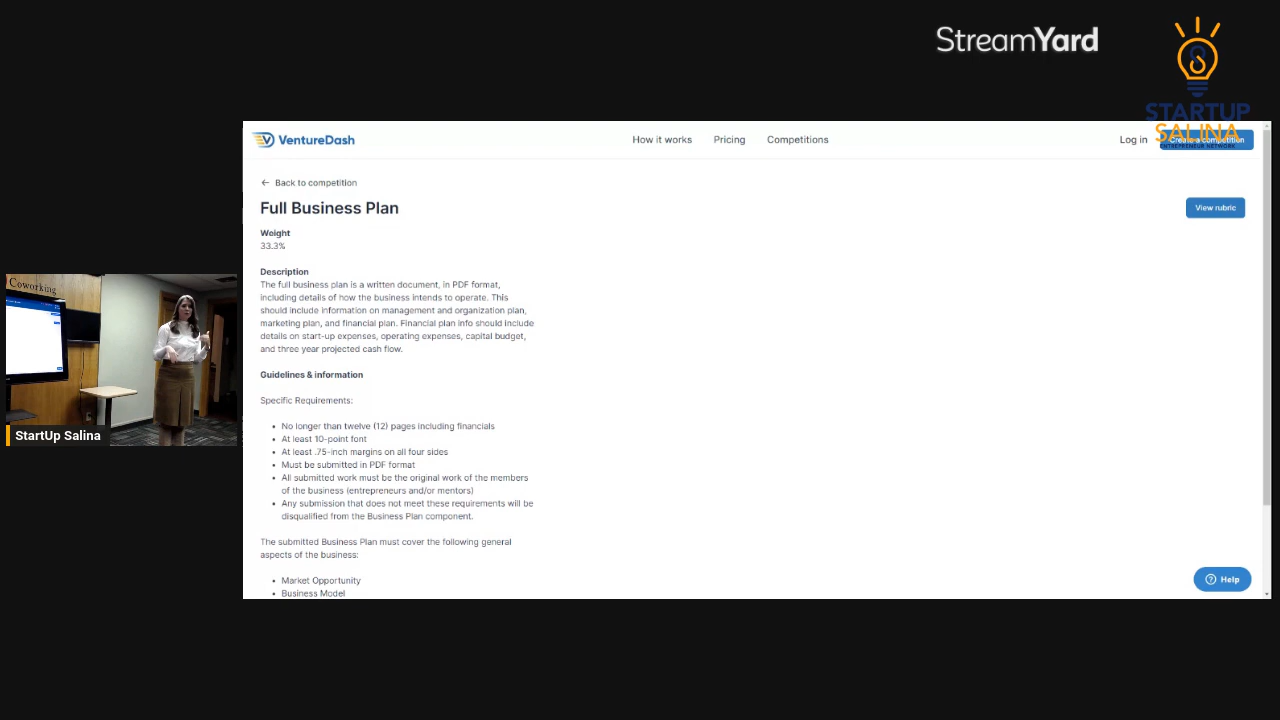 StreamYard
STARTUP
SALINA
ENTREPRENEUR NETWORK
VentureDash
How it works
Pricing
Competitions
Log in
Create a competition
← Back to competition
Full Business Plan
View rubric
Weight
33.3%
Description
The full business plan is a written document, in PDF format,
including details of how the business intends to operate. This
should include information on management and organization plan,
marketing plan, and financial plan. Financial plan info should include
details on start-up expenses, operating expenses, capital budget,
and three year projected cash flow.
Guidelines & information
Specific Requirements:
• No longer than twelve (12) pages including financials
• At least 10-point font
• At least .75-inch margins on all four sides
• Must be submitted in PDF format
• All submitted work must be the original work of the members
of the business (entrepreneurs and/or mentors)
• Any submission that does not meet these requirements will be
disqualified from the Business Plan component.
The submitted Business Plan must cover the following general
aspects of the business:
• Market Opportunity
• Business Model
Help
Coworking
StartUp Salina